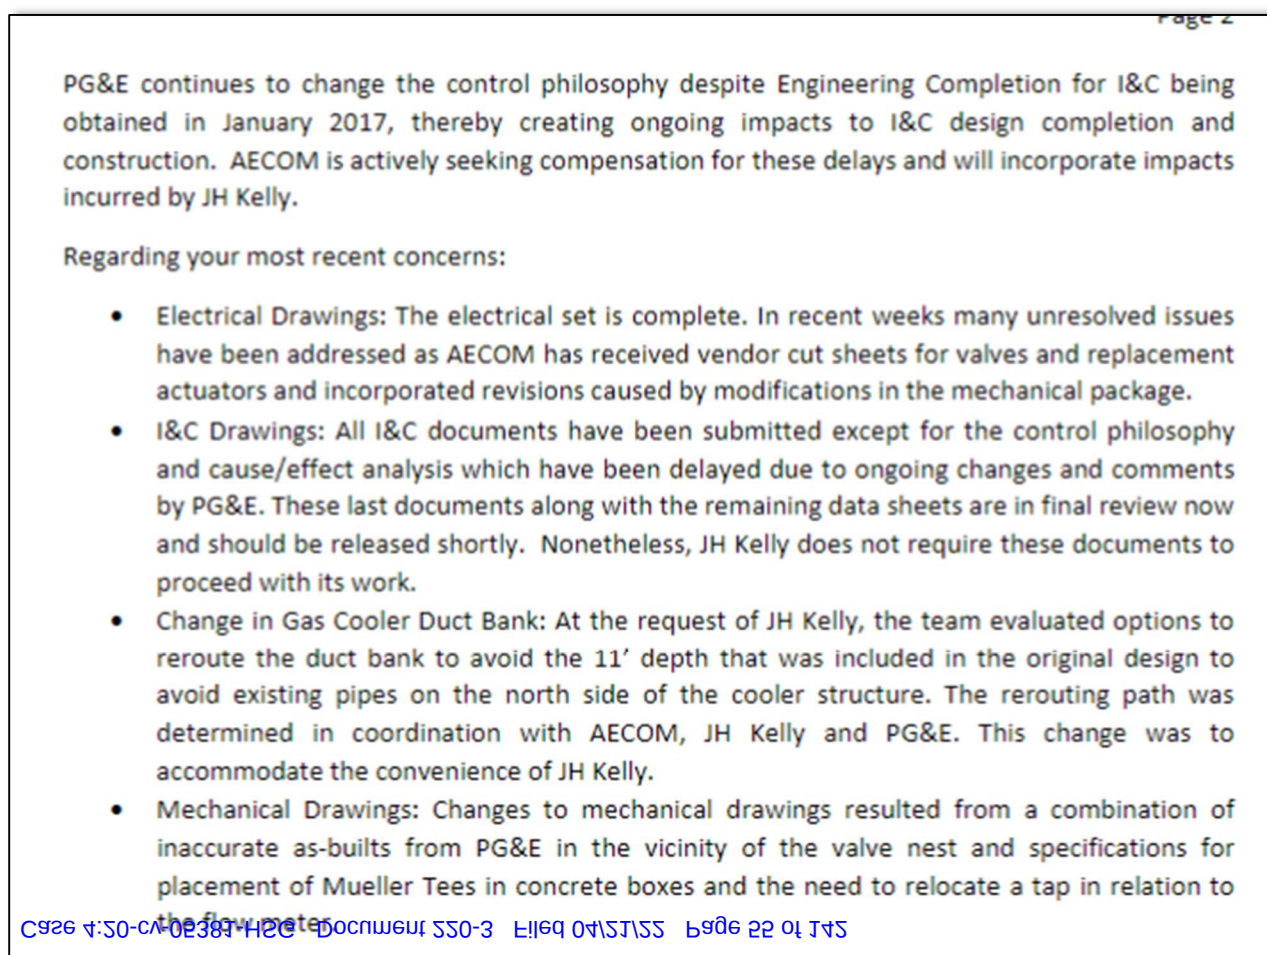 Page 2
PG&E continues to change the control philosophy despite Engineering Completion for I&C being
obtained in January 2017, thereby creating ongoing impacts to I&C design completion and
construction. AECOM is actively seeking compensation for these delays and will incorporate impacts
incurred by JH Kelly.
Regarding your most recent concerns:
• Electrical Drawings: The electrical set is complete. In recent weeks many unresolved issues
have been addressed as AECOM has received vendor cut sheets for valves and replacement
actuators and incorporated revisions caused by modifications in the mechanical package.
• I&C Drawings: All I&C documents have been submitted except for the control philosophy
and cause/effect analysis which have been delayed due to ongoing changes and comments
by PG&E. These last documents along with the remaining data sheets are in final review now
and should be released shortly. Nonetheless, JH Kelly does not require these documents to
proceed with its work.
• Change in Gas Cooler Duct Bank: At the request of JH Kelly, the team evaluated options to
reroute the duct bank to avoid the 11’ depth that was included in the original design to
avoid existing pipes on the north side of the cooler structure. The rerouting path was
determined in coordination with AECOM, JH Kelly and PG&E. This change was to
accommodate the convenience of JH Kelly.
• Mechanical Drawings: Changes to mechanical drawings resulted from a combination of
inaccurate as-builts from PG&E in the vicinity of the valve nest and specifications for
placement of Mueller Tees in concrete boxes and the need to relocate a tap in relation to
the flow meter.
Case 4:20-cv-05381-HSG Document 220-3 Filed 04/21/22 Page 55 of 142